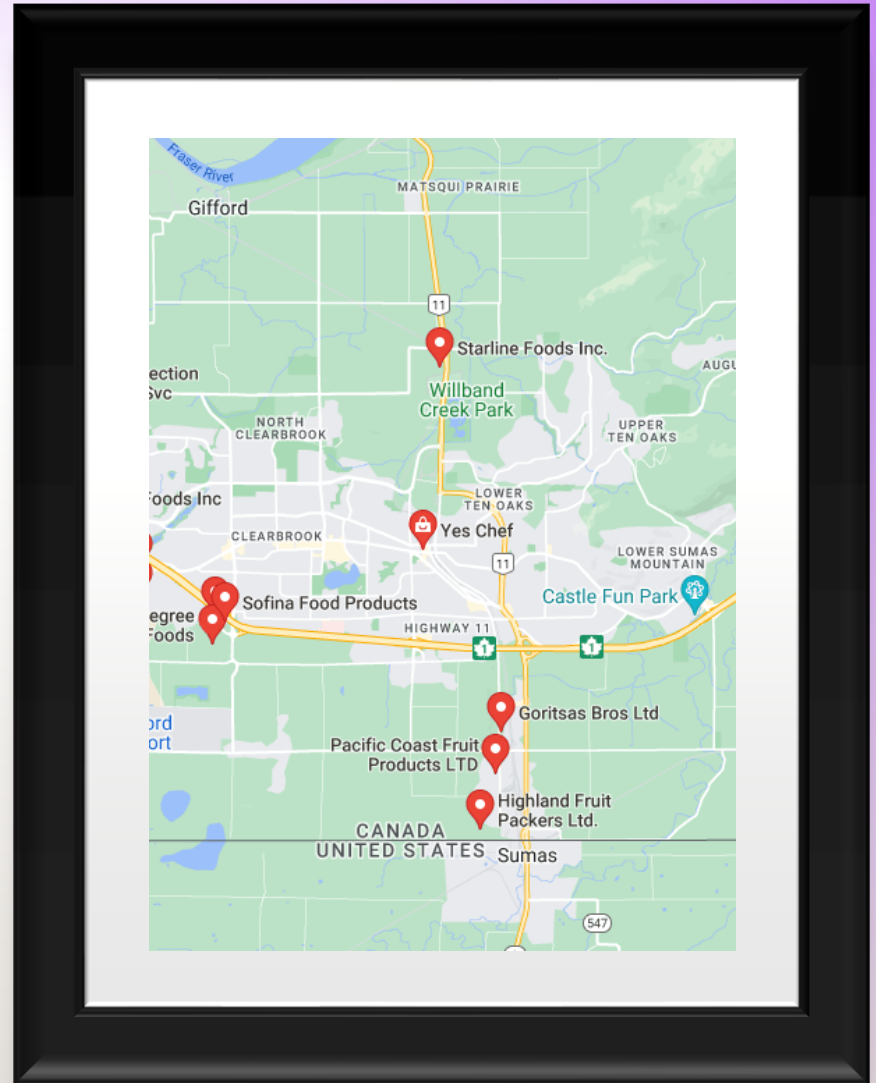 Fraser River
MATSQUI PRAIRIE
Gifford
11
Starline Foods Inc.
ection
Svc
AUGU
Willband
Creek Park
NORTH
CLEARBROOK
UPPER
TEN OAKS
Foods Inc
LOWER
TEN OAKS
CLEARBROOK
Yes Chef
LOWER SUMAS
MOUNTAIN
11
Castle Fun Park
Sofina Food Products
egree
Foods
HIGHWAY 11
1
1
Goritsas Bros Ltd
ord
ort
Pacific Coast Fruit
Products LTD
Highland Fruit
Packers Ltd.
CANADA
UNITED STATES
Sumas
547